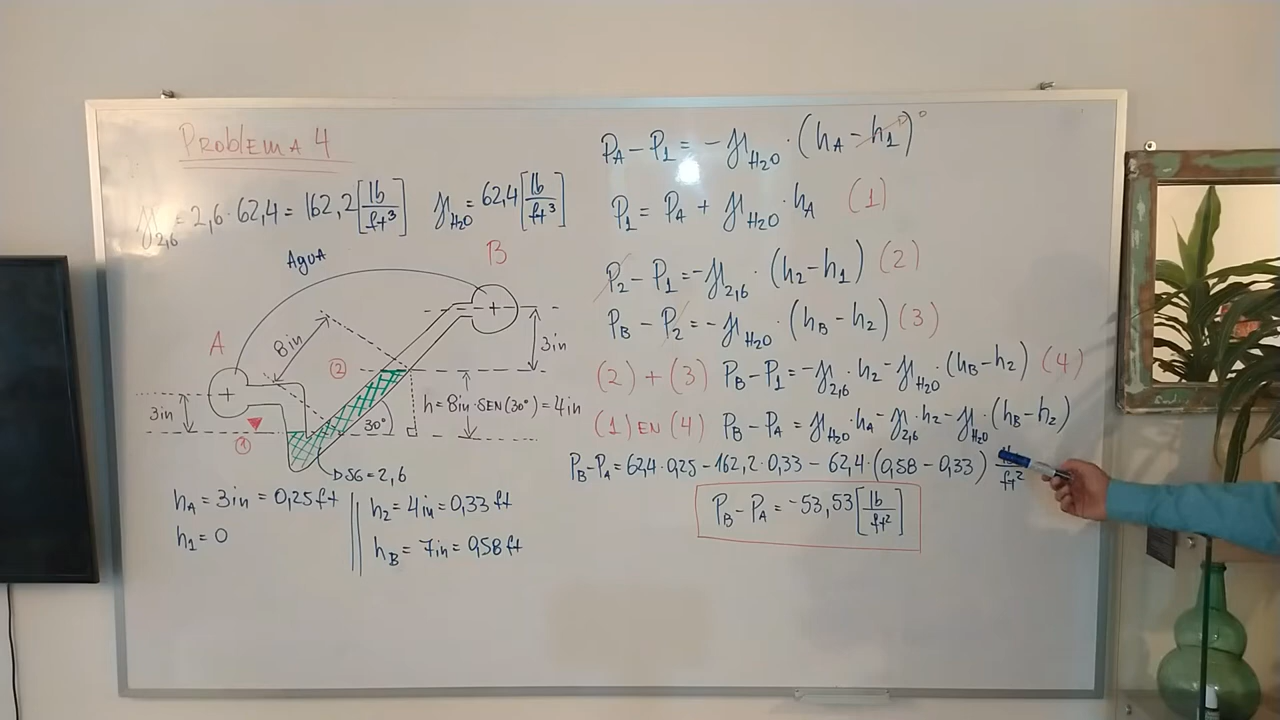 Problema 4
γ2,6 = 2,6·62,4 = 162,2 [lb/ft³] γH2O = 62,4 [lb/ft³]
Agua
B
A
8in
3in
②
3in
h = 8in·SEN(30°) = 4in
30°
①
DSG = 2,6
hA = 3in = 0,25 ft
h1 = 0
h2 = 4in = 0,33 ft
hB = 7in = 0,58 ft
PA − P1 = −γH2O · (hA − h1)⁰
P1 = PA + γH2O · hA (1)
P2 − P1 = −γ2,6 · (h2 − h1) (2)
PB − P2 = −γH2O · (hB − h2) (3)
(2) + (3) PB − P1 = −γ2,6 · h2 − γH2O · (hB − h2) (4)
(1) EN (4) PB − PA = γH2O · hA − γ2,6 · h2 − γH2O · (hB − h2)
PB − PA = 62,4 · 0,25 − 162,2 · 0,33 − 62,4 · (0,58 − 0,33) lb/ft²
PB − PA = −53,53 [lb/ft²]